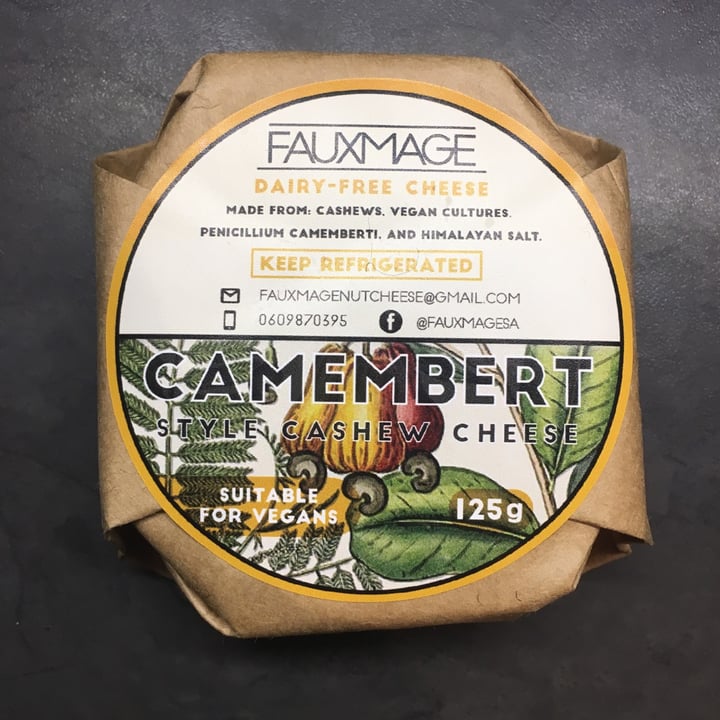 FAUXMAGE
DAIRY-FREE CHEESE
MADE FROM: CASHEWS. VEGAN CULTURES.
PENICILLIUM CAMEMBERTI, AND HIMALAYAN SALT.
KEEP REFRIGERATED
FAUXMAGENUTCHEESE@GMAIL.COM
0609870395 f @FAUXMAGESA
CAMEMBERT
STYLE CASHEW CHEESE
SUITABLE
FOR VEGANS
125g